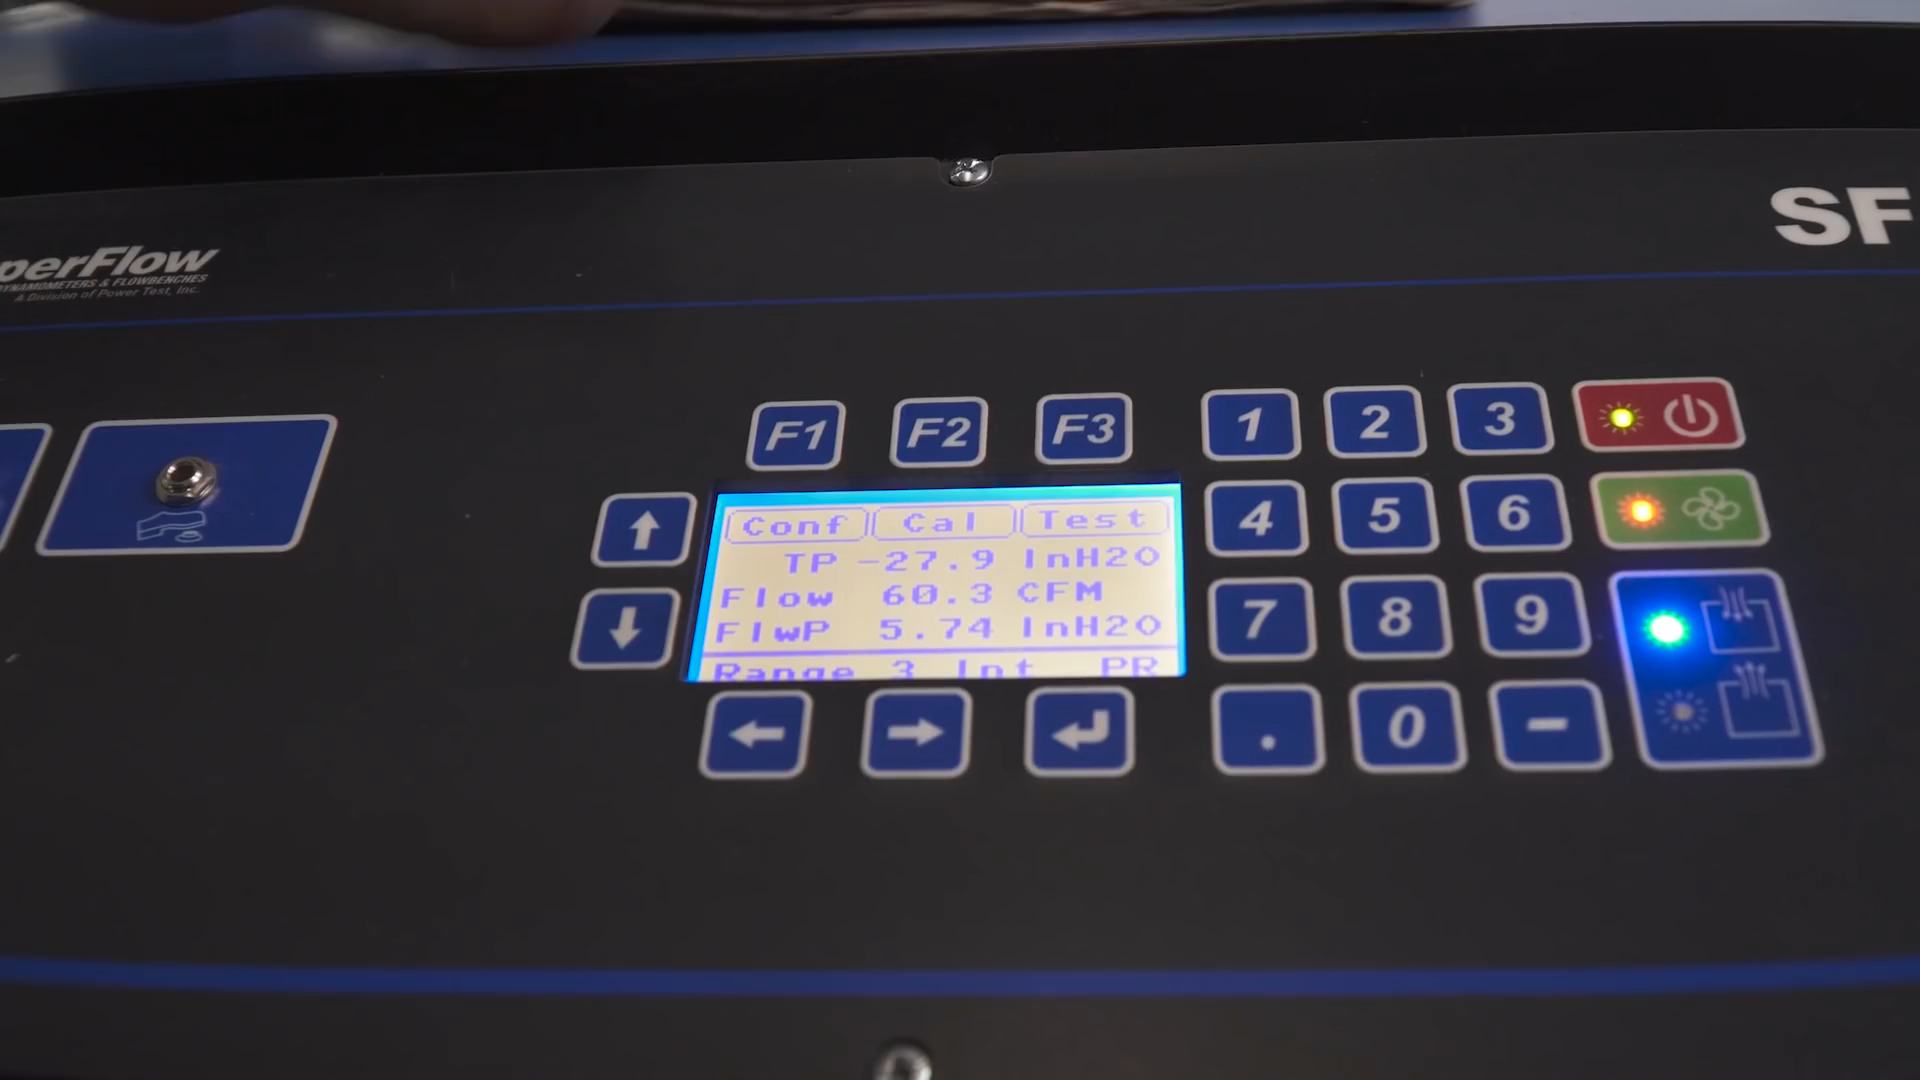 SF
perFlow
DYNAMOMETERS & FLOWBENCHES
A Division of Power Test, Inc.
F1 F2 F3
1 2 3
Conf Cal Test
TP -27.9 InH2O
Flow 60.3 CFM
FlwP 5.74 InH2O
Range 3 Int PR
4 5 6
7 8 9
. 0 -